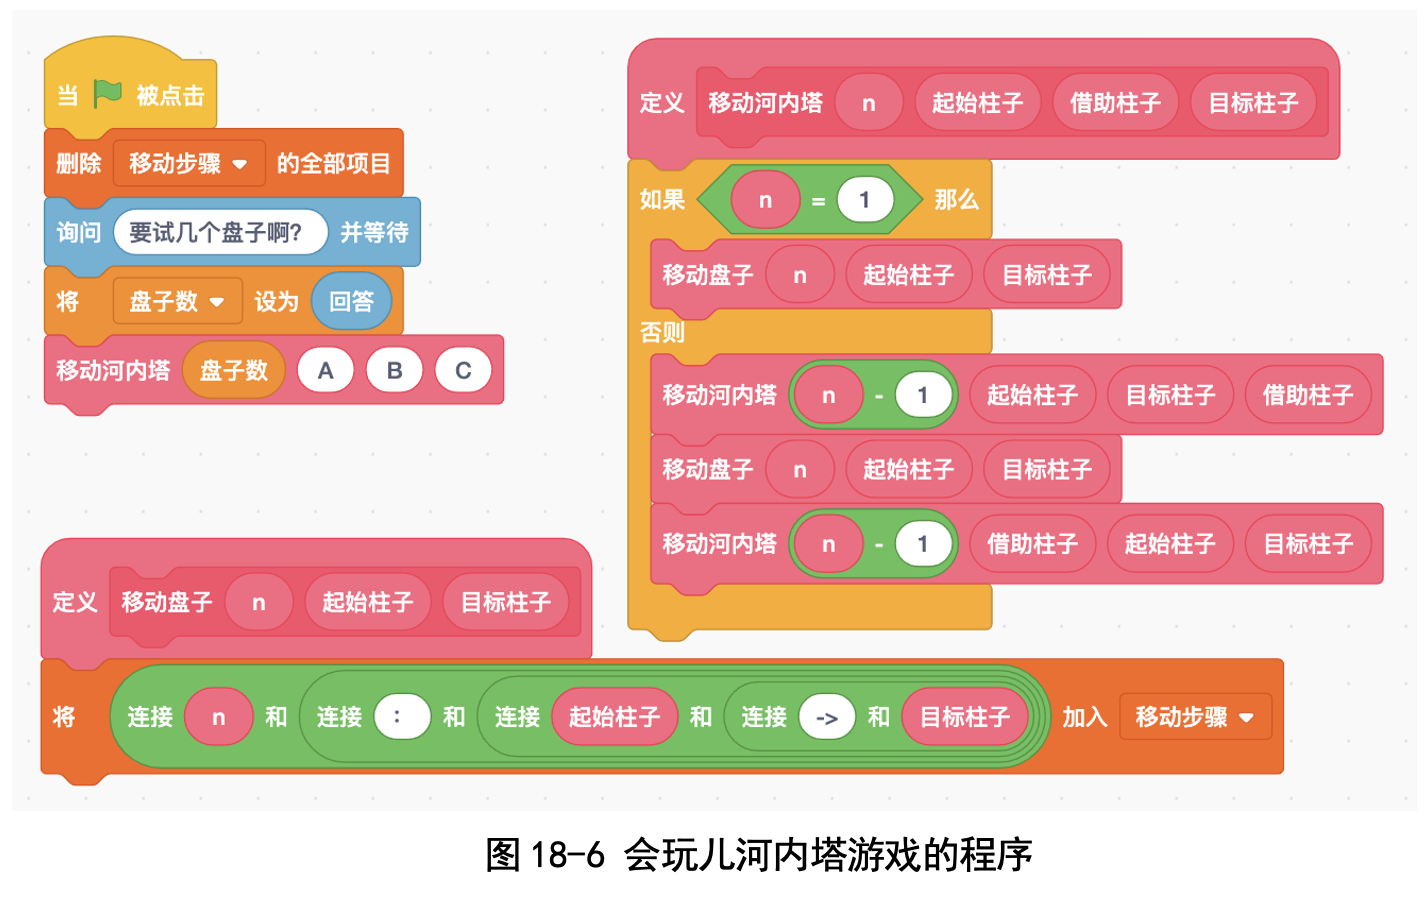 当 被点击
删除 移动步骤 的全部项目
询问 要试几个盘子啊? 并等待
将 盘子数 设为 回答
移动河内塔 盘子数 A B C
定义 移动河内塔 n 起始柱子 借助柱子 目标柱子
如果 n = 1 那么
移动盘子 n 起始柱子 目标柱子
否则
移动河内塔 n - 1 起始柱子 目标柱子 借助柱子
移动盘子 n 起始柱子 目标柱子
移动河内塔 n - 1 借助柱子 起始柱子 目标柱子
定义 移动盘子 n 起始柱子 目标柱子
将 连接 n 和 连接 : 和 连接 起始柱子 和 连接 -> 和 目标柱子 加入 移动步骤
图 18-6 会玩儿河内塔游戏的程序